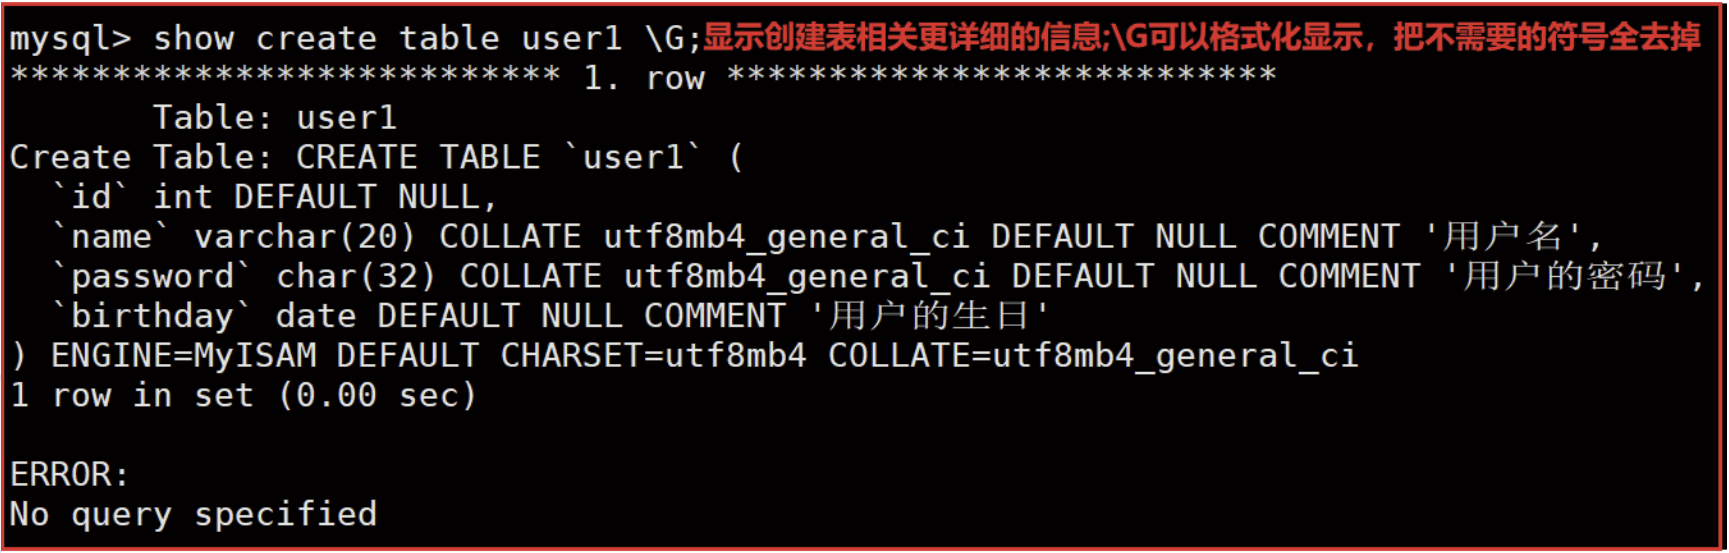 mysql> show create table user1 \G;显示创建表相关更详细的信息;\G可以格式化显示，把不需要的符号全去掉
*************************** 1. row ***************************
       Table: user1
Create Table: CREATE TABLE `user1` (
  `id` int DEFAULT NULL,
  `name` varchar(20) COLLATE utf8mb4_general_ci DEFAULT NULL COMMENT '用户名',
  `password` char(32) COLLATE utf8mb4_general_ci DEFAULT NULL COMMENT '用户的密码',
  `birthday` date DEFAULT NULL COMMENT '用户的生日'
) ENGINE=MyISAM DEFAULT CHARSET=utf8mb4 COLLATE=utf8mb4_general_ci
1 row in set (0.00 sec)
ERROR:
No query specified